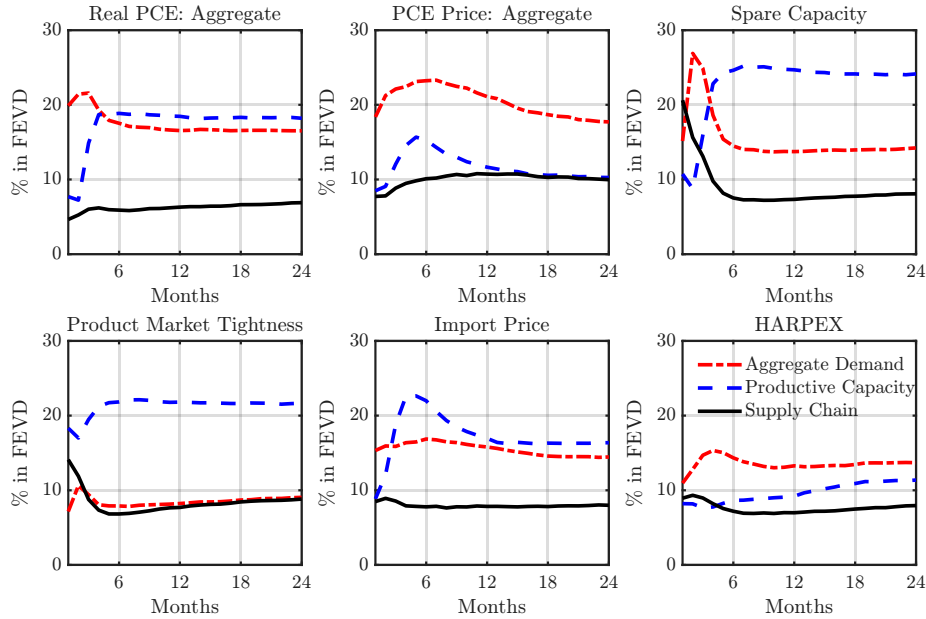 Real PCE: Aggregate
% in FEVD
30
20
10
0
6 12 18 24
Months
PCE Price: Aggregate
% in FEVD
30
20
10
0
6 12 18 24
Months
Spare Capacity
% in FEVD
30
20
10
0
6 12 18 24
Months
Product Market Tightness
% in FEVD
30
20
10
0
6 12 18 24
Months
Import Price
% in FEVD
30
20
10
0
6 12 18 24
Months
HARPEX
% in FEVD
30
20
10
0
Aggregate Demand
Productive Capacity
Supply Chain
6 12 18 24
Months